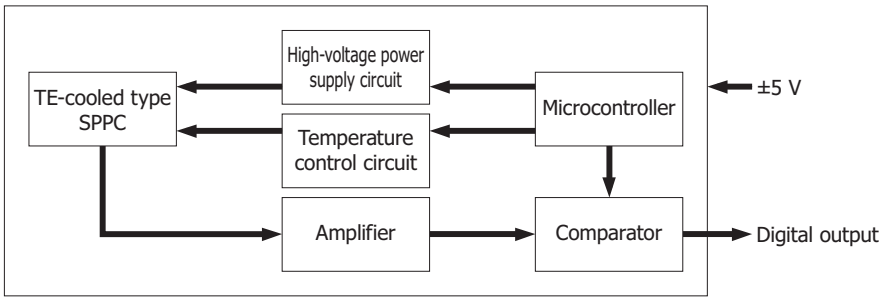 High-voltage power
supply circuit
TE-cooled type
SPPC
Microcontroller
±5 V
Temperature
control circuit
Amplifier
Comparator
Digital output